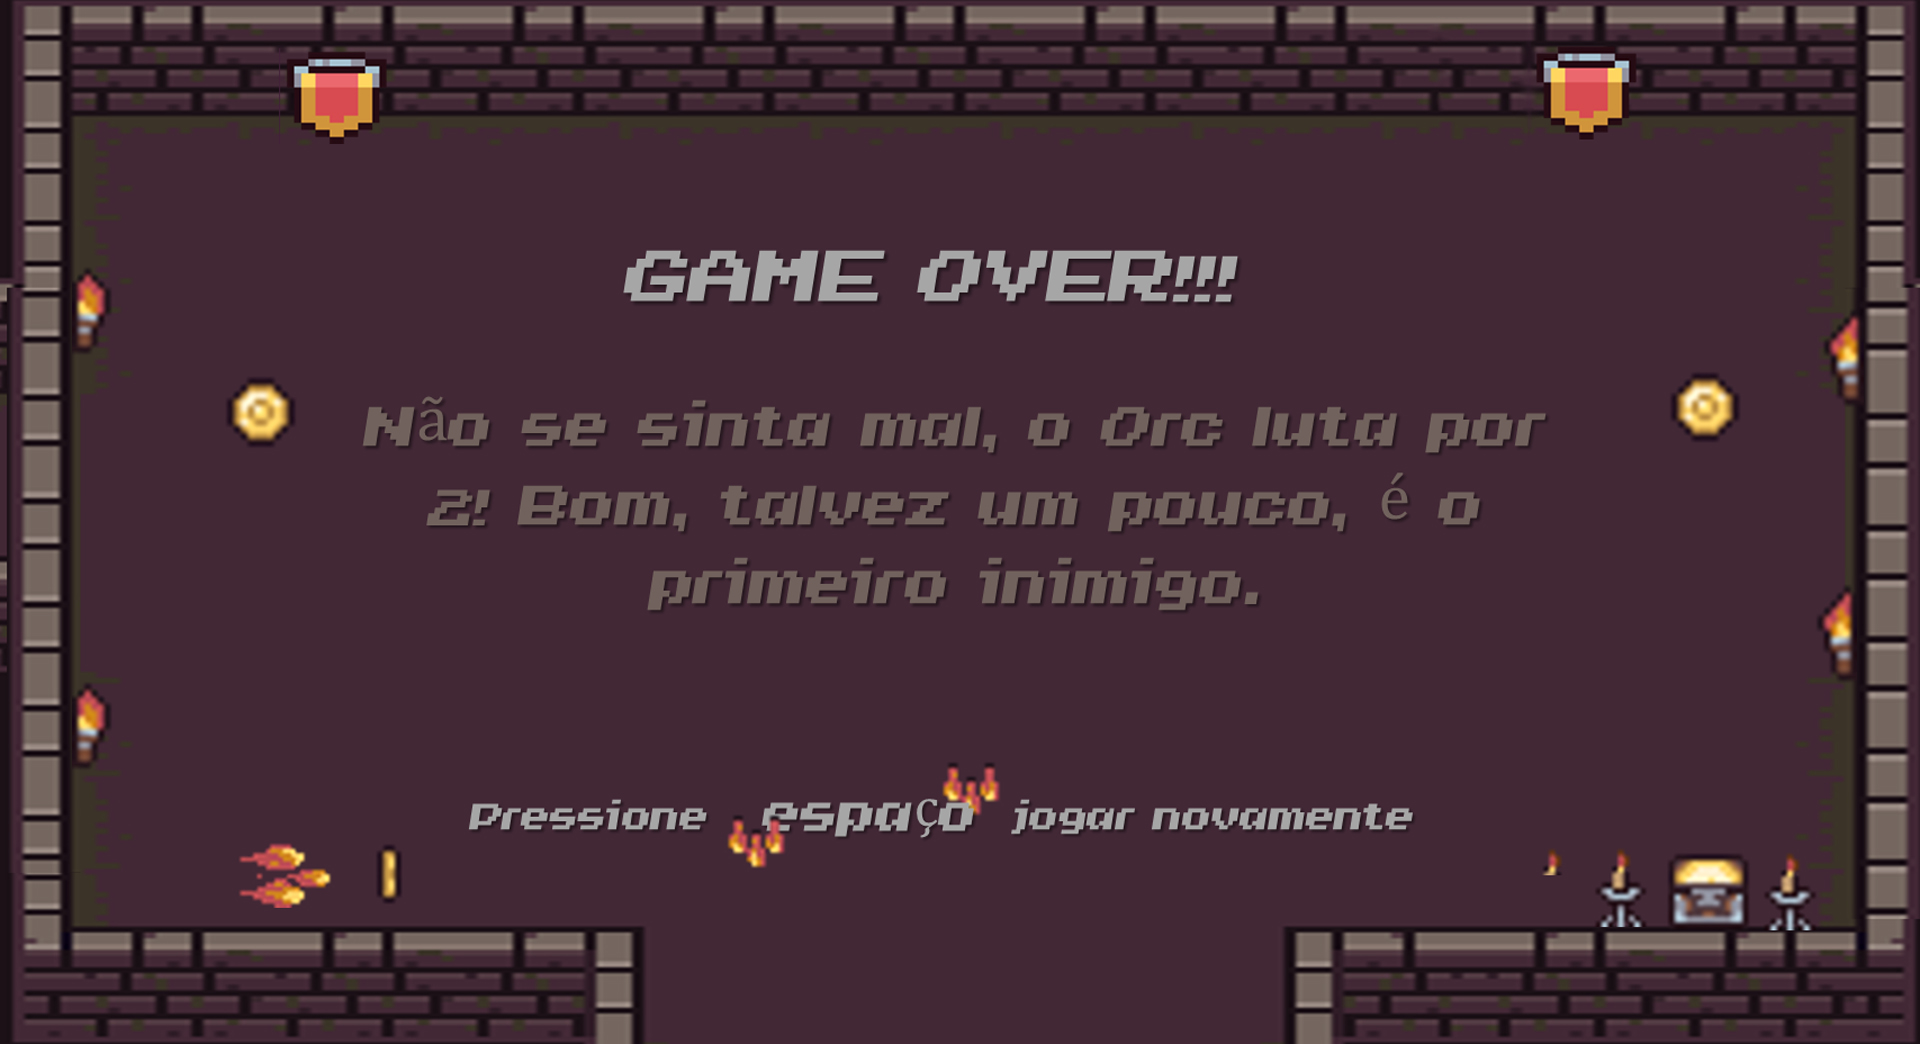 GAME OVER!!!
Não se sinta mal, o Orc luta por
2! Bom, talvez um pouco, é o
primeiro inimigo.
Pressione espaço jogar novamente